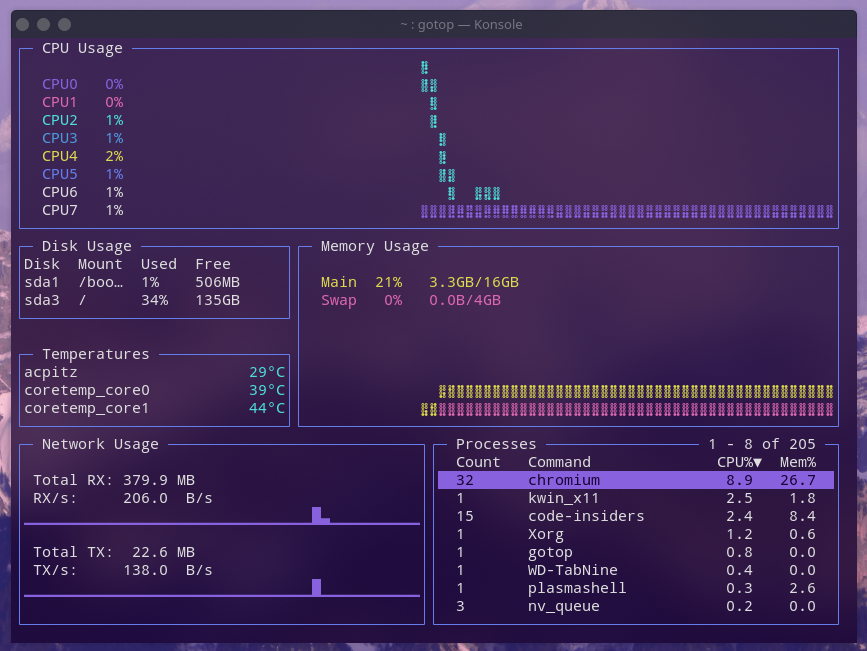 ~ : gotop — Konsole
CPU Usage
CPU0 0%
CPU1 0%
CPU2 1%
CPU3 1%
CPU4 2%
CPU5 1%
CPU6 1%
CPU7 1%
Disk Usage
Disk Mount Used Free
sda1 /boo… 1% 506MB
sda3 / 34% 135GB
Memory Usage
Main 21% 3.3GB/16GB
Swap 0% 0.0B/4GB
Temperatures
acpitz 29°C
coretemp_core0 39°C
coretemp_core1 44°C
Network Usage
Total RX: 379.9 MB
RX/s: 206.0 B/s
Total TX: 22.6 MB
TX/s: 138.0 B/s
Processes 1 - 8 of 205
Count Command CPU%▼ Mem%
32 chromium 8.9 26.7
1 kwin_x11 2.5 1.8
15 code-insiders 2.4 8.4
1 Xorg 1.2 0.6
1 gotop 0.8 0.0
1 WD-TabNine 0.4 0.0
1 plasmashell 0.3 2.6
3 nv_queue 0.2 0.0